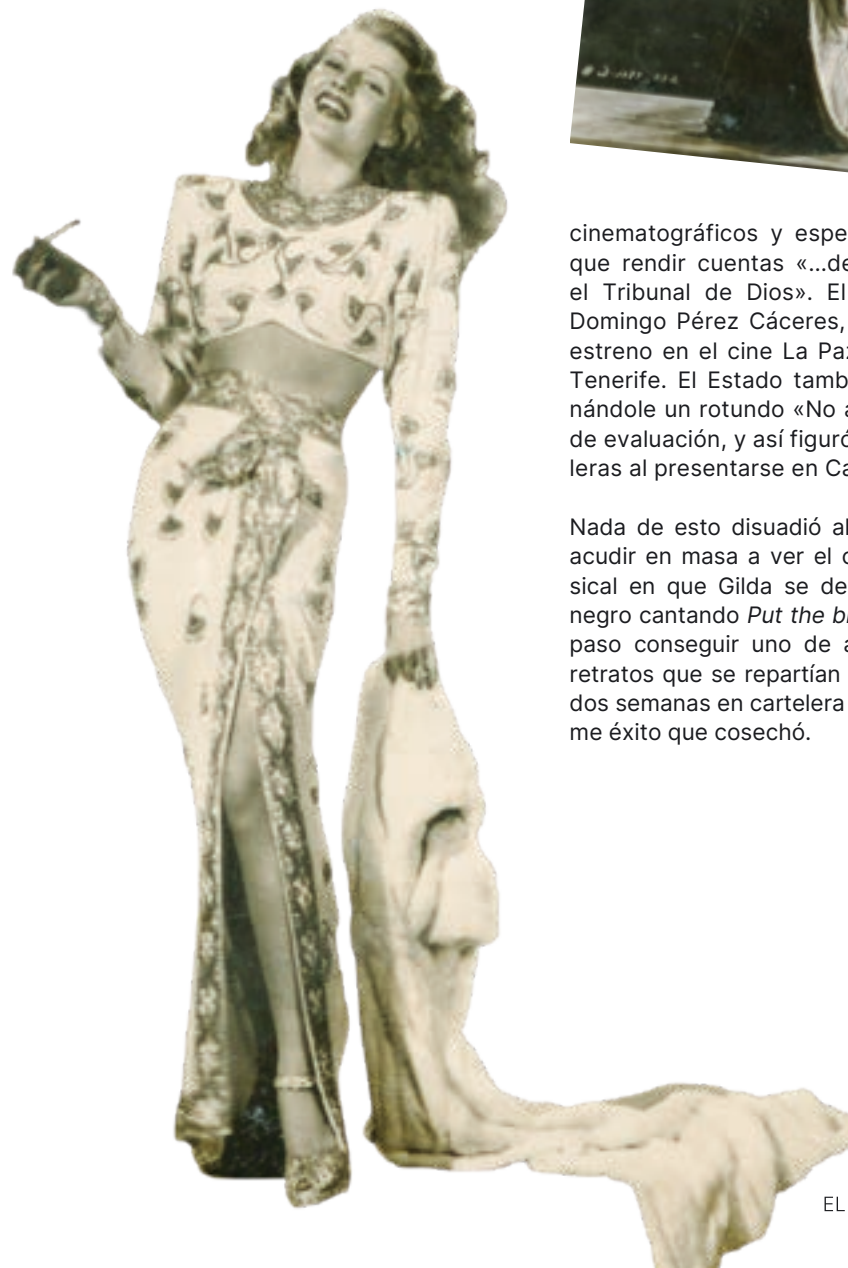 cinematográficos y espe
que rendir cuentas «...de
el Tribunal de Dios». El
Domingo Pérez Cáceres,
estreno en el cine La Paz
Tenerife. El Estado tamb
nándole un rotundo «No a
de evaluación, y así figuró
leras al presentarse en Ca
Nada de esto disuadió al
acudir en masa a ver el
sical en que Gilda se de
negro cantando Put the b
paso conseguir uno de a
retratos que se repartían
dos semanas en cartelera
me éxito que cosechó.
EL